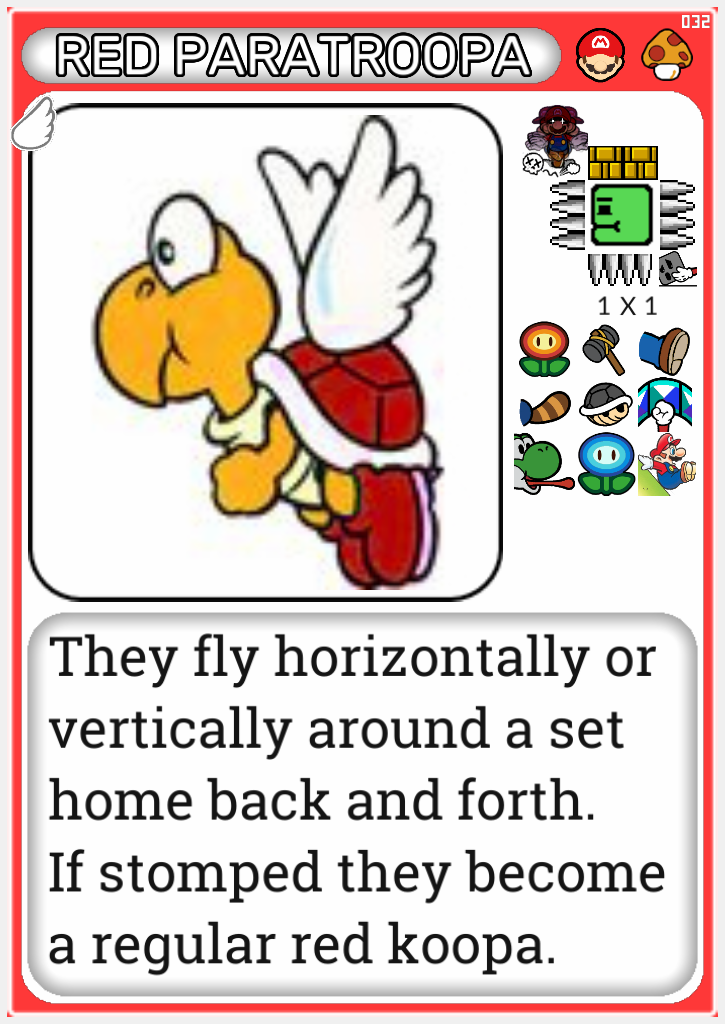 032
RED PARATROOPA
1 X 1
They fly horizontally or
vertically around a set
home back and forth.
If stomped they become
a regular red koopa.